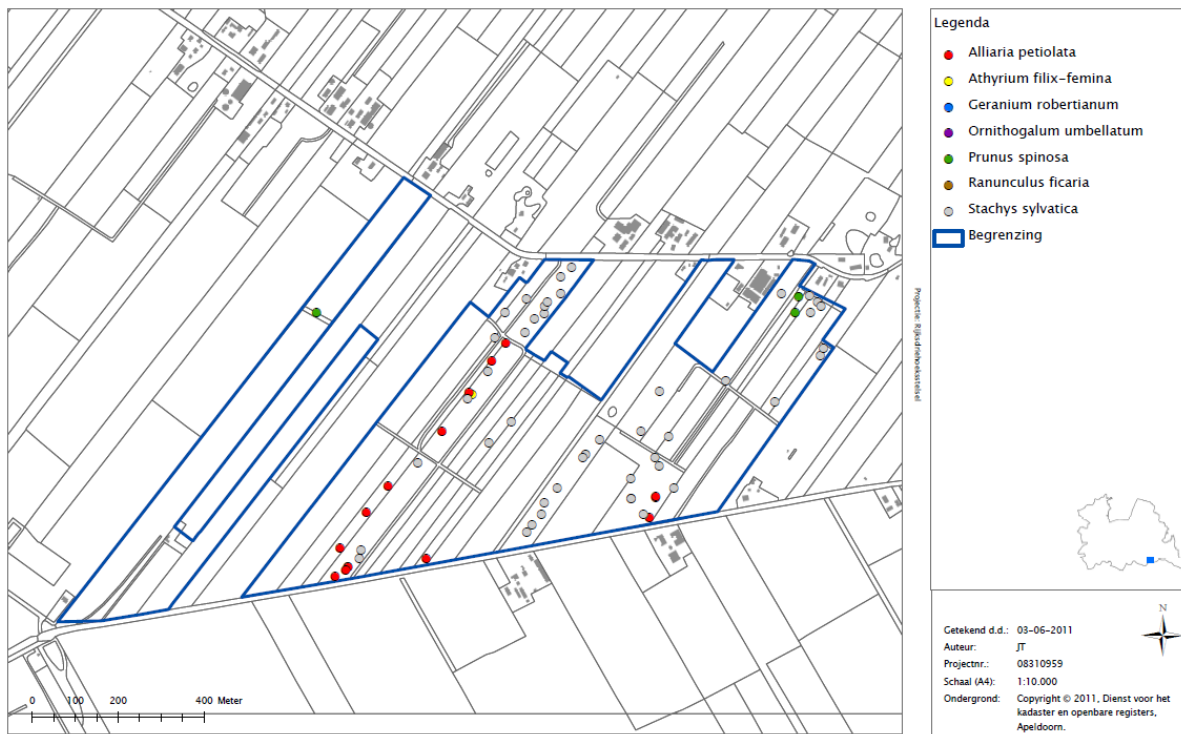 Legenda
Alliaria petiolata
Athyrium filix-femina
Geranium robertianum
Ornithogalum umbellatum
Prunus spinosa
Ranunculus ficaria
Stachys sylvatica
Begrenzing
Projectie: Rijksdriehoeksstelsel
N
Getekend d.d.: 03-06-2011
Auteur: JT
Projectnr.: 08310959
Schaal (A4): 1:10.000
Ondergrond: Copyright © 2011, Dienst voor het
kadaster en openbare registers,
Apeldoorn.
0 100 200 400 Meter